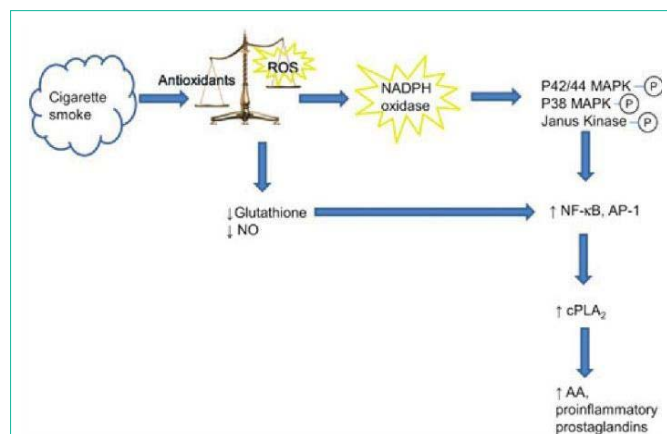 Cigarette
smoke
Antioxidants
ROS
NADPH
oxidase
P42/44 MAPK P
P38 MAPK P
Janus Kinase P
↓Glutathione
↓ NO
↑ NF-κB, AP-1
↑ cPLA₂
↑ AA,
proinflammatory
prostaglandins